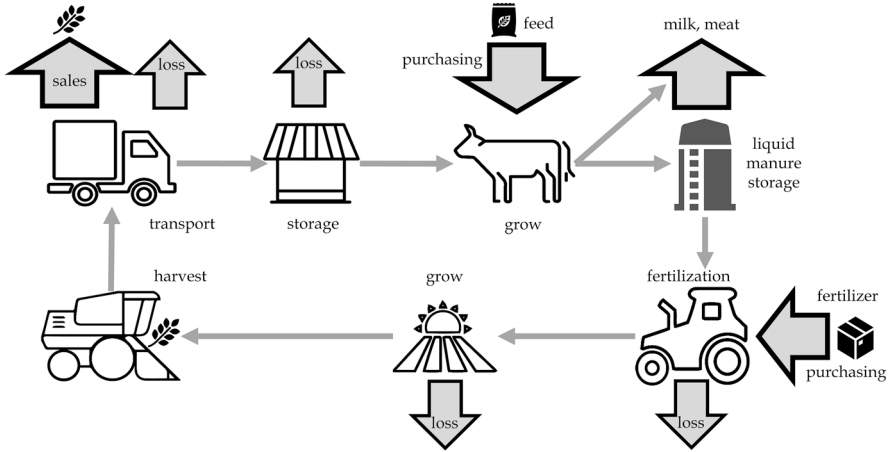 feed
milk, meat
purchasing
loss
loss
sales
liquid
manure
storage
transport
storage
grow
harvest
grow
fertilization
fertilizer
purchasing
loss
loss